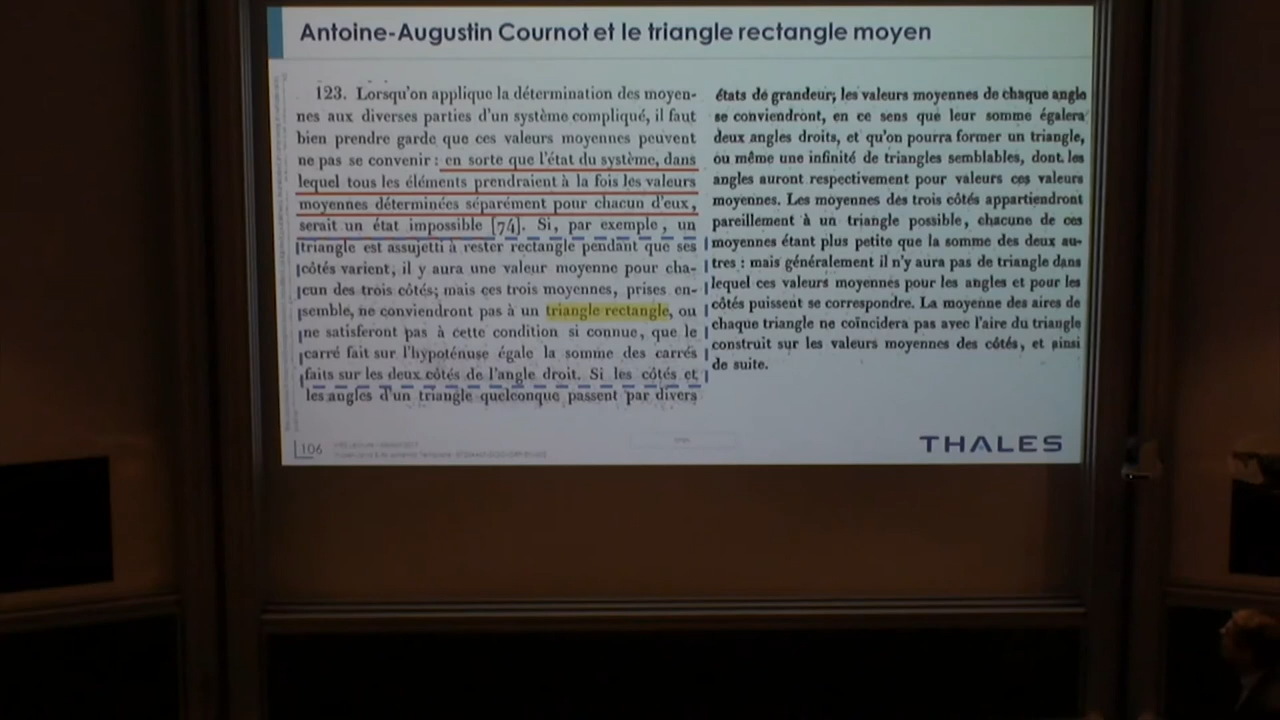 Antoine-Augustin Cournot et le triangle rectangle moyen
123. Lorsqu'on applique la détermination des moyen-
nes aux diverses parties d'un système compliqué, il faut
bien prendre garde que ces valeurs moyennes peuvent
ne pas se convenir : en sorte que l'état du système, dans
lequel tous les éléments prendraient à la fois les valeurs
moyennes déterminées séparément pour chacun d'eux,
serait un état impossible [74]. Si, par exemple, un
triangle est assujetti à rester rectangle pendant que ses
côtés varient, il y aura une valeur moyenne pour cha-
cun des trois côtés; mais ces trois moyennes, prises en-
semble, ne conviendront pas à un triangle rectangle, ou
ne satisferont pas à cette condition si connue, que le
carré fait sur l'hypoténuse égale la somme des carrés
faits sur les deux côtés de l'angle droit. Si les côtés et
les angles d'un triangle quelconque passent par divers
états de grandeur; les valeurs moyennes de chaque angle
se conviendront, en ce sens que leur somme égalera
deux angles droits, et qu'on pourra former un triangle,
ou même une infinité de triangles semblables, dont les
angles auront respectivement pour valeurs ces valeurs
moyennes. Les moyennes des trois côtés appartiendront
pareillement à un triangle possible, chacune de ces
moyennes étant plus petite que la somme des deux au-
tres : mais généralement il n'y aura pas de triangle dans
lequel ces valeurs moyennes pour les angles et pour les
côtés puissent se correspondre. La moyenne des aires de
chaque triangle ne coïncidera pas avec l'aire du triangle
construit sur les valeurs moyennes des côtés, et ainsi
de suite.
106
THALES